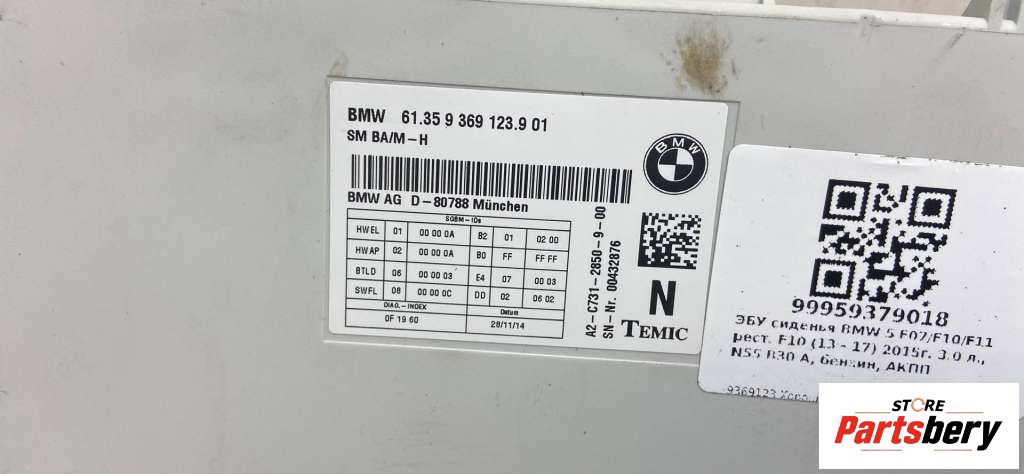 BMW 61.35 9 369 123.9 01
SM BA/M-H
BMW
BMW AG D-80788 München
SGBM-IDs
HWEL 01 00 00 0A B2 01 02 00
HWAP 02 00 00 0A B0 FF FF FF
BTLD 06 00 00 03 E4 07 00 03
SWFL 08 00 00 0C DD 02 06 02
DIAG.-INDEX Datum
0F 19 60 28/11/14
A2-C731-2850-9-00
SN-Nr. 00432876
N
TEMIC
99959379018
ЭБУ сиденья BMW 5 F07/F10/F11
рест. F10 (13 - 17) 2015г. 3.0 л.,
N55 B30 A, бензин, АКПП
9369123
STORE
Partsbery